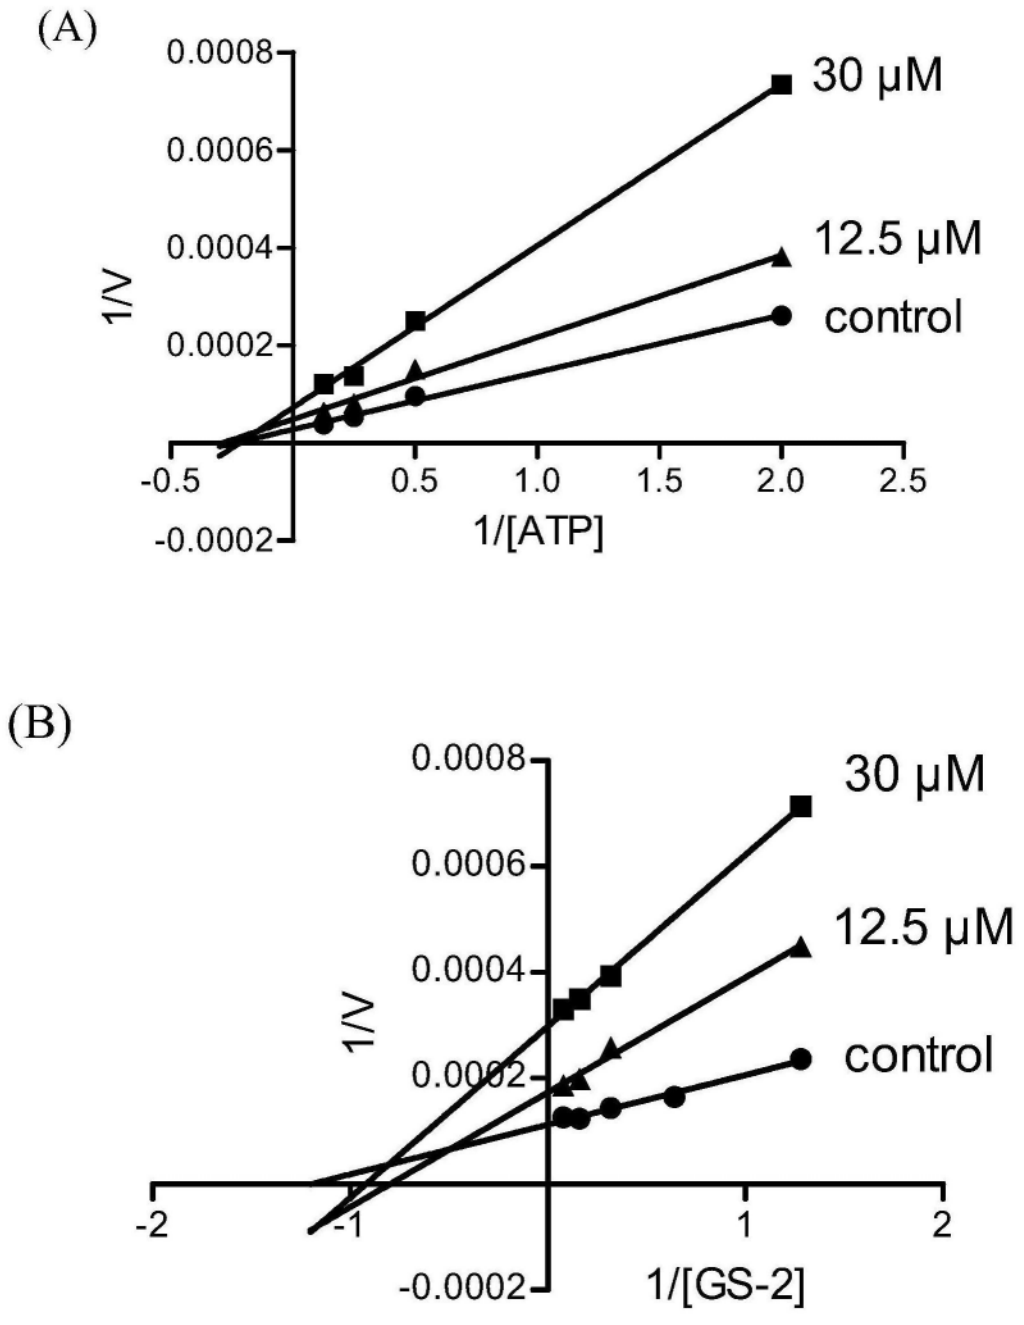 (A)
0.0008
30 µM
0.0006
0.0004
12.5 µM
1/V
control
0.0002
-0.5 0.5 1.0 1.5 2.0 2.5
1/[ATP]
-0.0002
(B)
0.0008
30 µM
0.0006
12.5 µM
0.0004
1/V
control
0.0002
-2 -1 1 2
-0.0002
1/[GS-2]